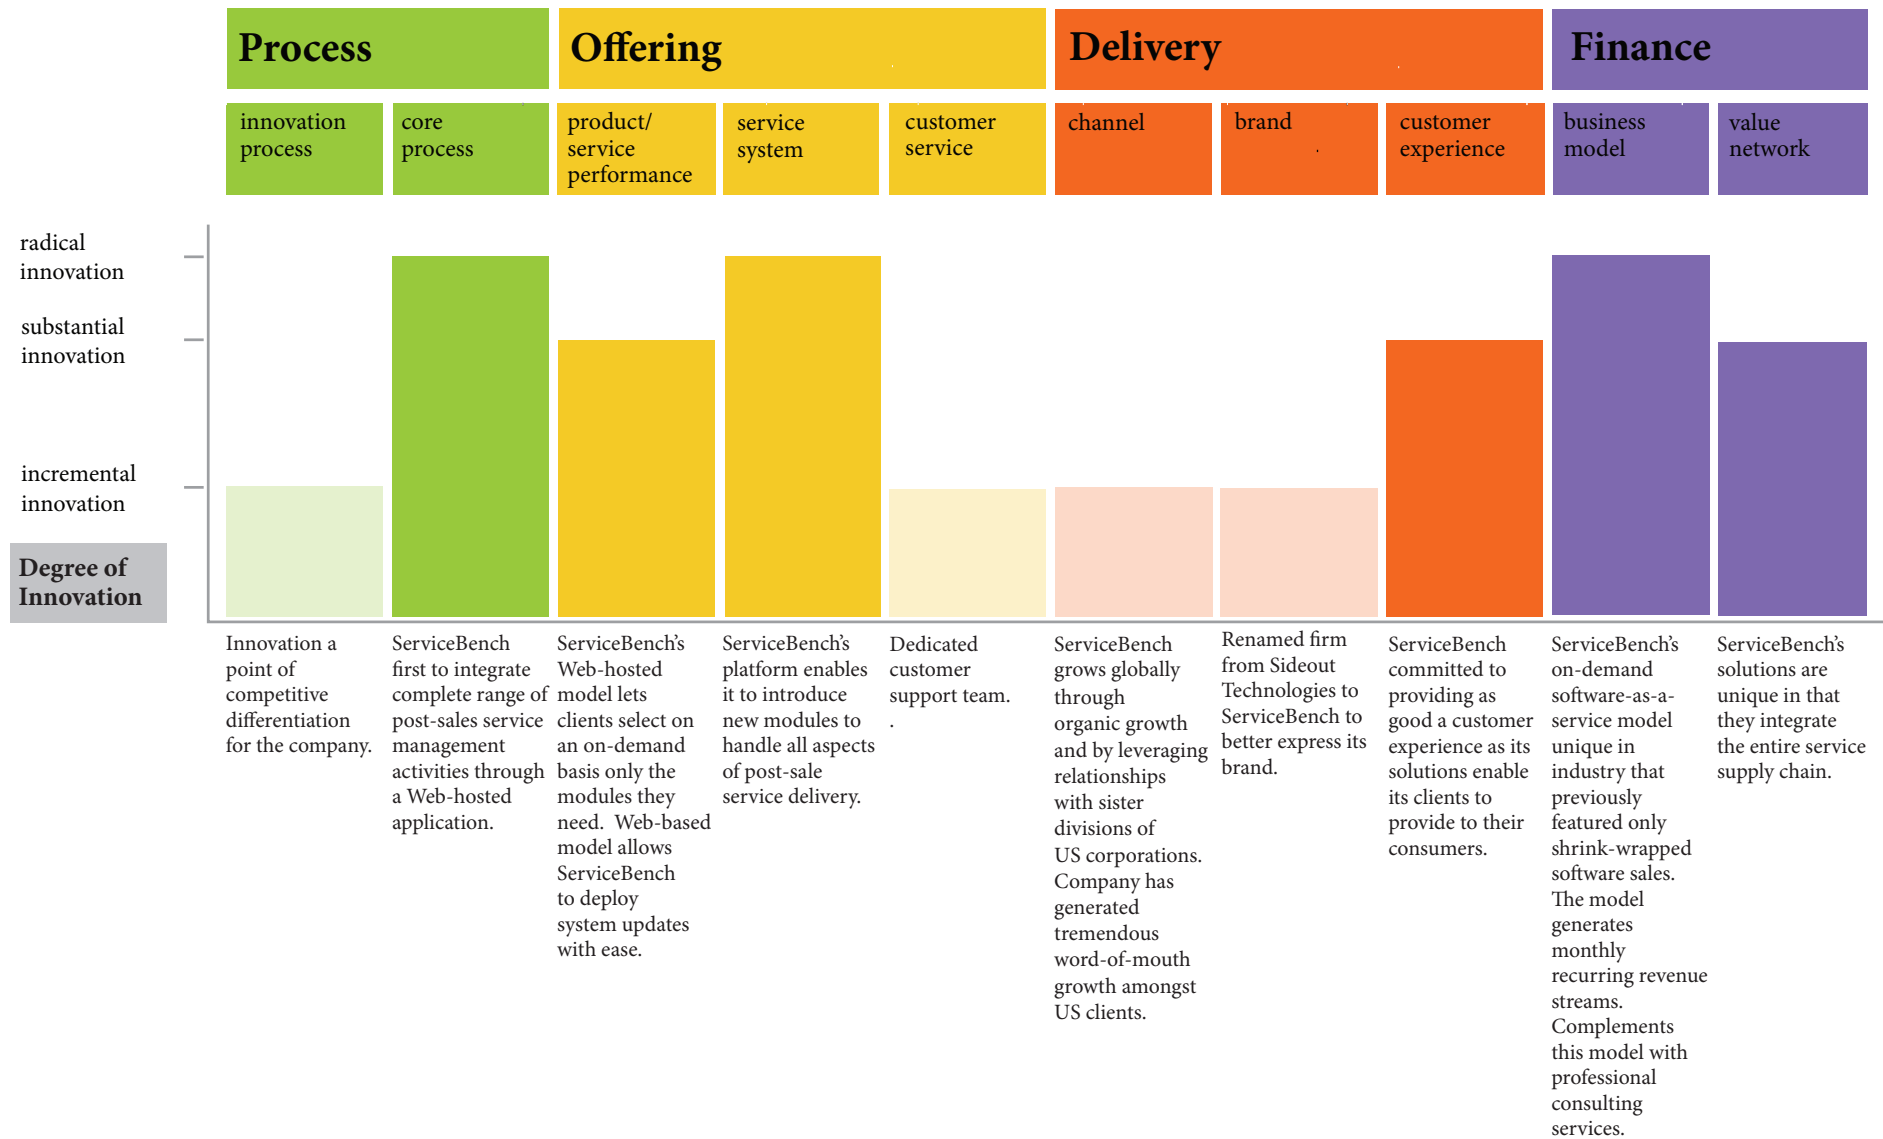 Process
Offering
Delivery
Finance
innovation
process
core
process
product/
service
performance
service
system
customer
service
channel
brand
customer
experience
business
model
value
network
radical
innovation
substantial
innovation
incremental
innovation
Degree of
Innovation
Innovation a
point of
competitive
differentiation
for the company.
ServiceBench
first to integrate
complete range of
post-sales service
management
activities through
a Web-hosted
application.
ServiceBench’s
Web-hosted
model lets
clients select on
an on-demand
basis only the
modules they
need.  Web-based
model allows
ServiceBench
to deploy
system updates
with ease.
ServiceBench’s
platform enables
it to introduce
new modules to
handle all aspects
of post-sale
service delivery.
Dedicated
customer
support team.
.
ServiceBench
grows globally
through
organic growth
and by leveraging
relationships
with sister
divisions of
US corporations.
Company has
generated
tremendous
word-of-mouth
growth amongst
US clients.
Renamed firm
from Sideout
Technologies to
ServiceBench to
better express its
brand.
ServiceBench
committed to
providing as
good a customer
experience as its
solutions enable
its clients to
provide to their
consumers.
ServiceBench’s
on-demand
software-as-a-
service model
unique in
industry that
previously
featured only
shrink-wrapped
software sales.
The model
generates
monthly
recurring revenue
streams.
Complements
this model with
professional
consulting
services.
ServiceBench’s
solutions are
unique in that
they integrate
the entire service
supply chain.